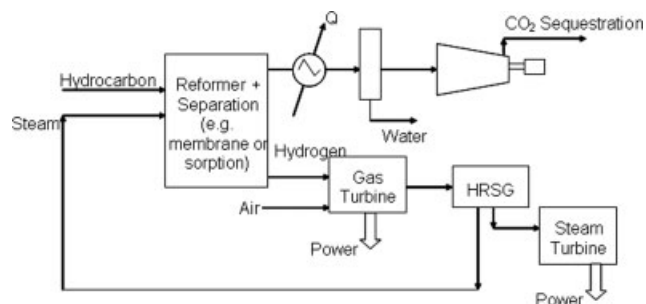 Q
CO₂ Sequestration
Hydrocarbon
Steam
Reformer +
Separation
(e.g.
membrane or
sorption)
Water
Hydrogen
Air
Gas
Turbine
HRSG
Steam
Turbine
Power
Power